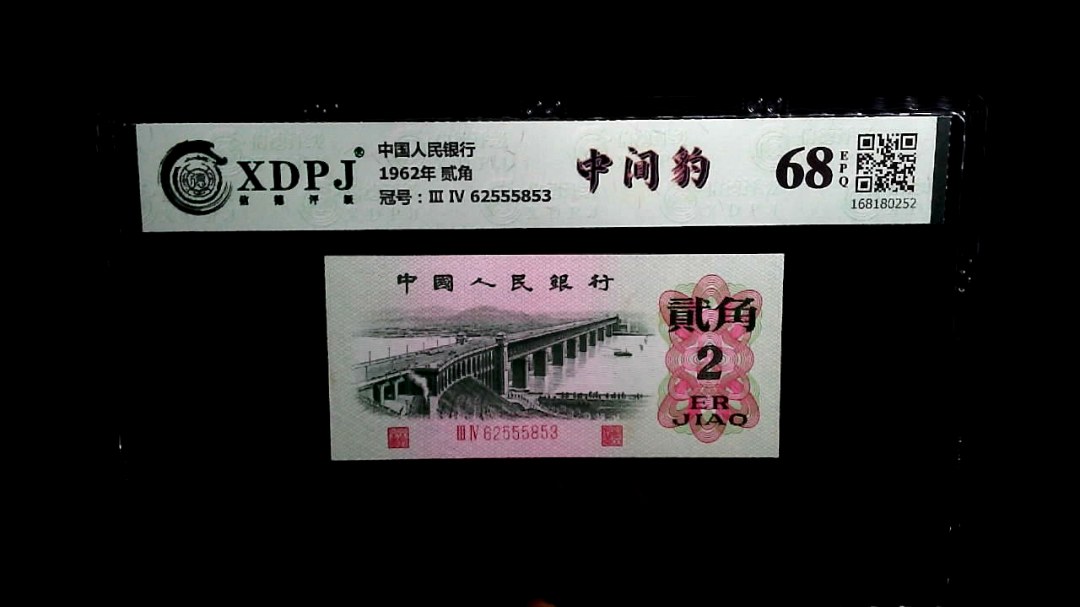 XDPJ®
信德评级
中国人民银行
1962年 贰角
冠号：Ⅲ Ⅳ 62555853
中间豹
68
EPQ
168180252
中國人民銀行
貳角
2
ER
JIAO
Ⅲ Ⅳ 62555853